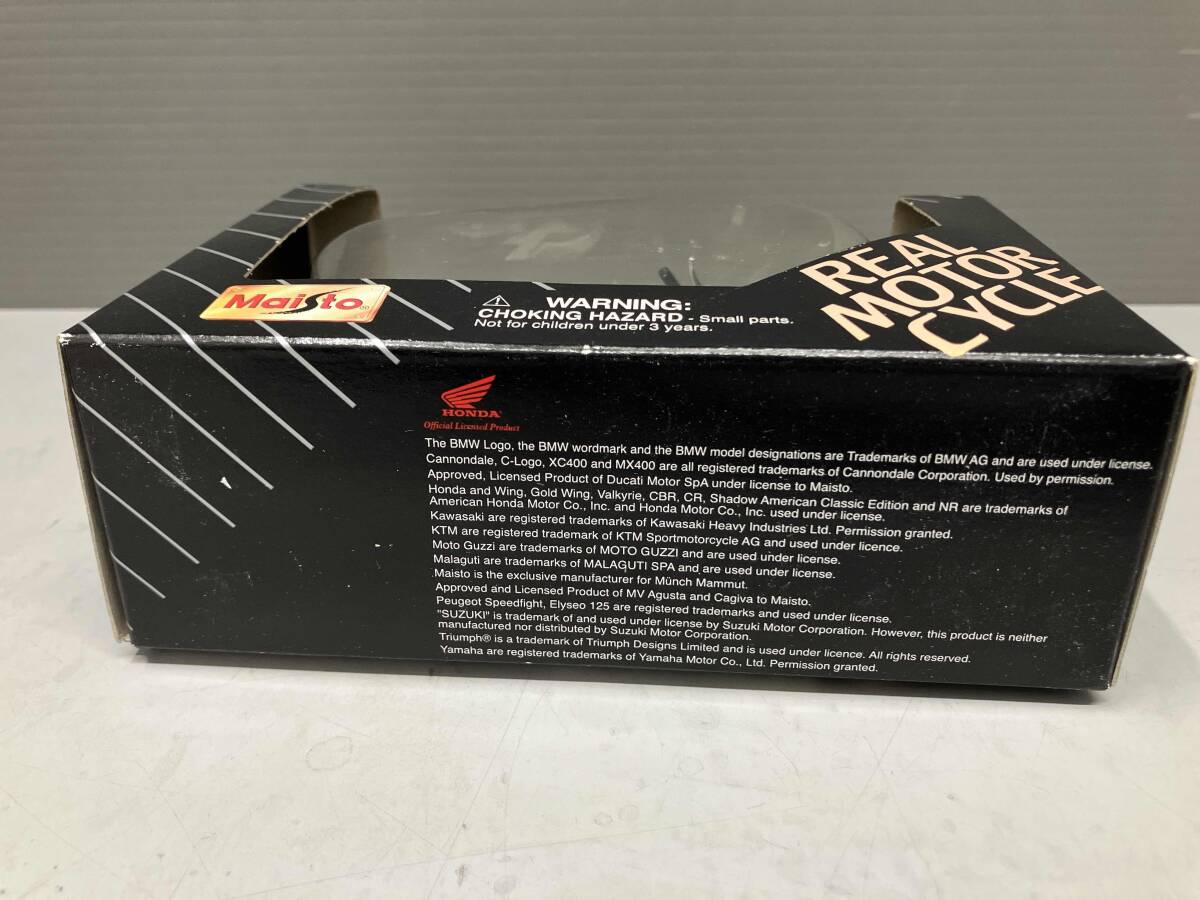 Maisto®
WARNING:
CHOKING HAZARD - Small parts.
Not for children under 3 years.
REAL
MOTOR
CYCLE
HONDA
Official Licensed Product
The BMW Logo, the BMW wordmark and the BMW model designations are Trademarks of BMW AG and are used under license.
Cannondale, C-Logo, XC400 and MX400 are all registered trademarks of Cannondale Corporation. Used by permission.
Approved, Licensed Product of Ducati Motor SpA under license to Maisto.
Honda and Wing, Gold Wing, Valkyrie, CBR, CR, Shadow American Classic Edition and NR are trademarks of
American Honda Motor Co., Inc. and Honda Motor Co., Inc. used under license.
Kawasaki are registered trademarks of Kawasaki Heavy Industries Ltd. Permission granted.
KTM are registered trademark of KTM Sportmotorcycle AG and used under licence.
Moto Guzzi are trademarks of MOTO GUZZI and are used under license.
Malaguti are trademarks of MALAGUTI SPA and are used under license.
Maisto is the exclusive manufacturer for Münch Mammut.
Approved and Licensed Product of MV Agusta and Cagiva to Maisto.
Peugeot Speedfight, Elyseo 125 are registered trademarks and used under license.
"SUZUKI" is trademark of and used under license by Suzuki Motor Corporation. However, this product is neither
manufactured nor distributed by Suzuki Motor Corporation.
Triumph® is a trademark of Triumph Designs Limited and is used under licence. All rights reserved.
Yamaha are registered trademarks of Yamaha Motor Co., Ltd. Permission granted.